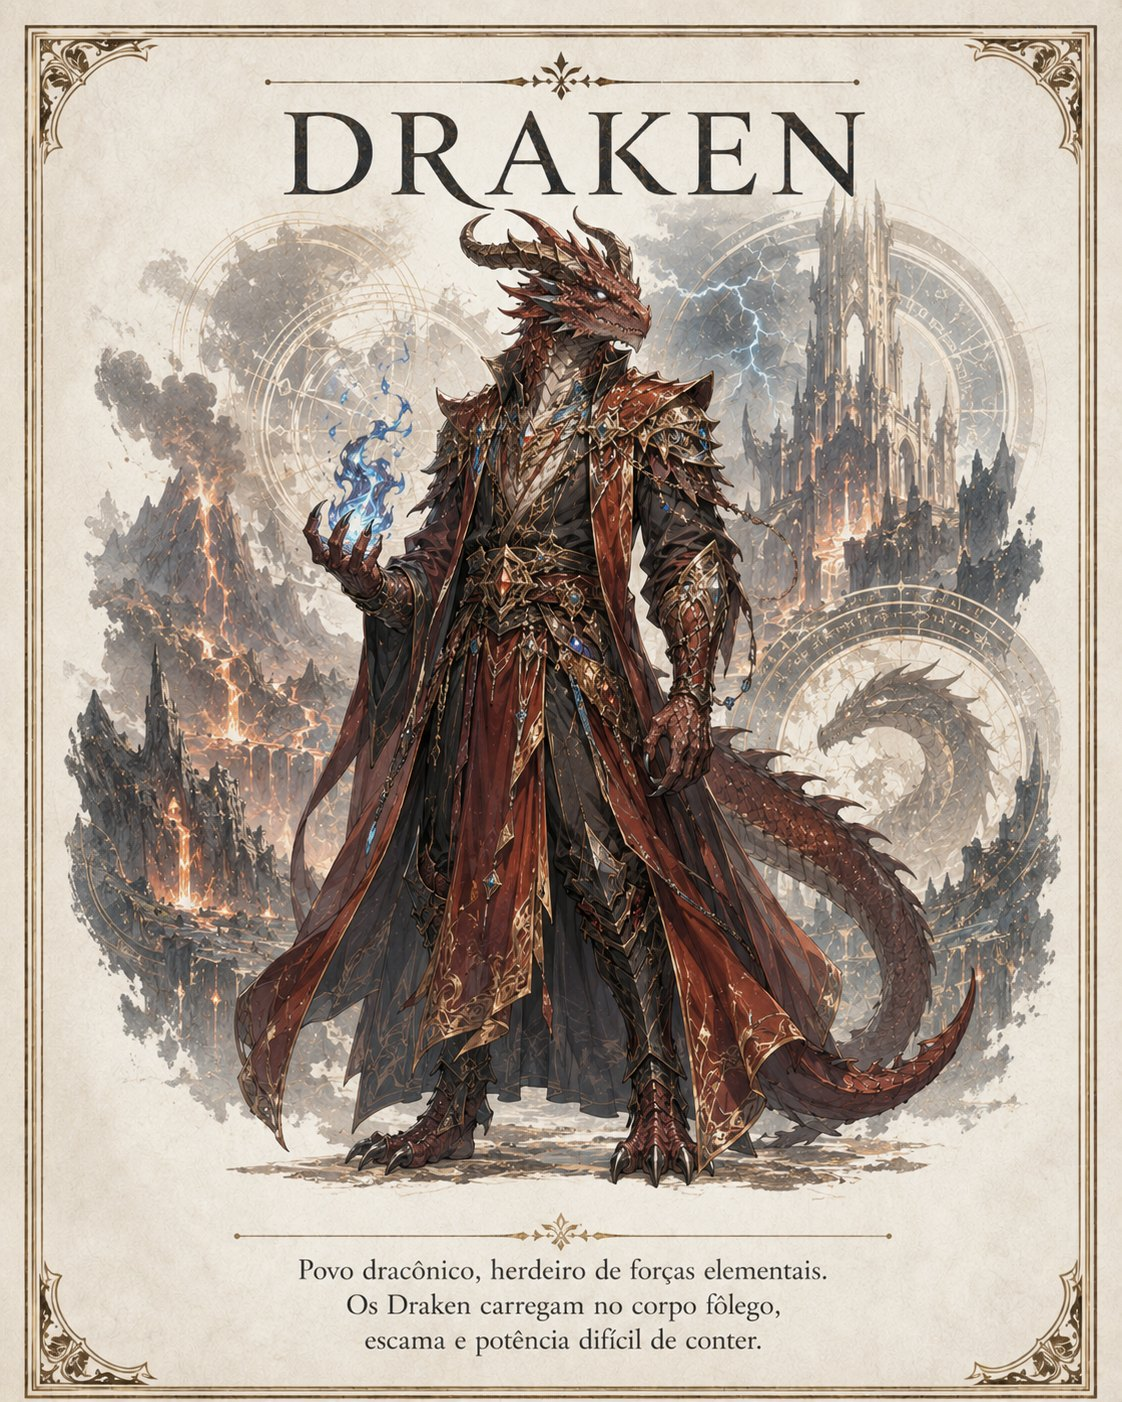 DRAKEN
Povo dracônico, herdeiro de forças elementais.
Os Draken carregam no corpo fôlego,
escama e potência difícil de conter.